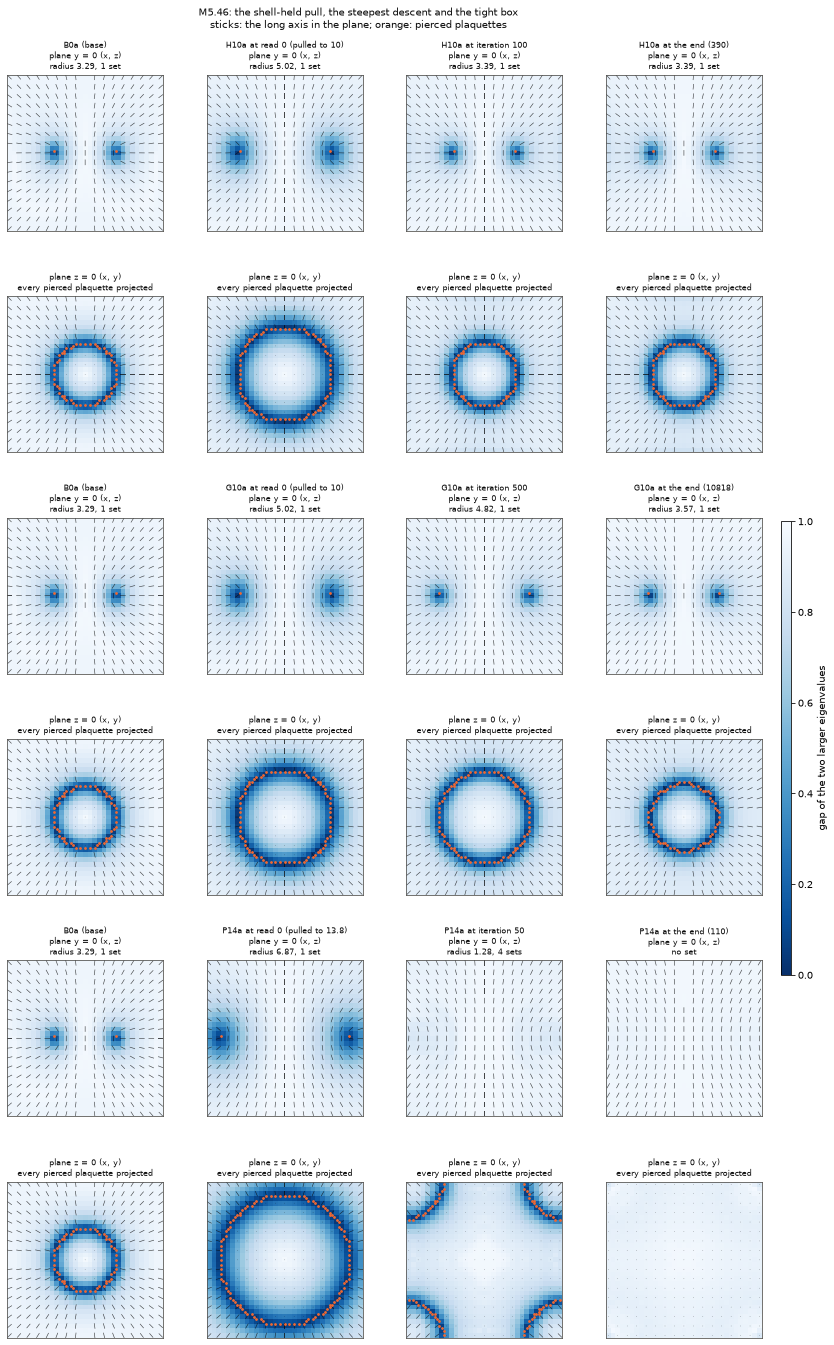 M5.46: the shell-held pull, the steepest descent and the tight box
sticks: the long axis in the plane; orange: pierced plaquettes
B0a (base)
plane y = 0 (x, z)
radius 3.29, 1 set
H10a at read 0 (pulled to 10)
plane y = 0 (x, z)
radius 5.02, 1 set
H10a at iteration 100
plane y = 0 (x, z)
radius 3.39, 1 set
H10a at the end (390)
plane y = 0 (x, z)
radius 3.39, 1 set
plane z = 0 (x, y)
every pierced plaquette projected
plane z = 0 (x, y)
every pierced plaquette projected
plane z = 0 (x, y)
every pierced plaquette projected
plane z = 0 (x, y)
every pierced plaquette projected
B0a (base)
plane y = 0 (x, z)
radius 3.29, 1 set
G10a at read 0 (pulled to 10)
plane y = 0 (x, z)
radius 5.02, 1 set
G10a at iteration 500
plane y = 0 (x, z)
radius 4.82, 1 set
G10a at the end (10818)
plane y = 0 (x, z)
radius 3.57, 1 set
plane z = 0 (x, y)
every pierced plaquette projected
plane z = 0 (x, y)
every pierced plaquette projected
plane z = 0 (x, y)
every pierced plaquette projected
plane z = 0 (x, y)
every pierced plaquette projected
B0a (base)
plane y = 0 (x, z)
radius 3.29, 1 set
P14a at read 0 (pulled to 13.8)
plane y = 0 (x, z)
radius 6.87, 1 set
P14a at iteration 50
plane y = 0 (x, z)
radius 1.28, 4 sets
P14a at the end (110)
plane y = 0 (x, z)
no set
plane z = 0 (x, y)
every pierced plaquette projected
plane z = 0 (x, y)
every pierced plaquette projected
plane z = 0 (x, y)
every pierced plaquette projected
plane z = 0 (x, y)
every pierced plaquette projected
1.0
0.8
0.6
0.4
0.2
0.0
gap of the two larger eigenvalues